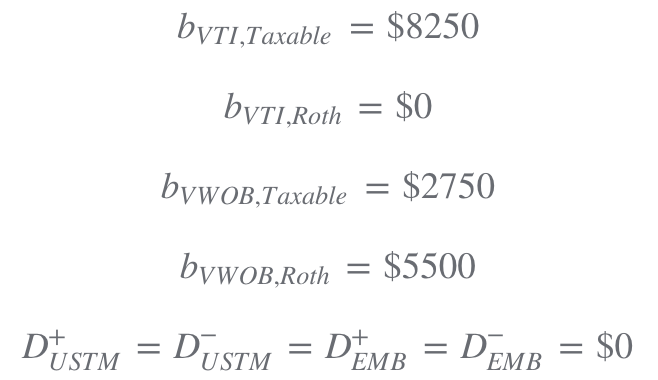 b_{VTI,Taxable} = $8250
b_{VTI,Roth} = $0
b_{VWOB,Taxable} = $2750
b_{VWOB,Roth} = $5500
D^+_{USTM} = D^-_{USTM} = D^+_{EMB} = D^-_{EMB} = $0